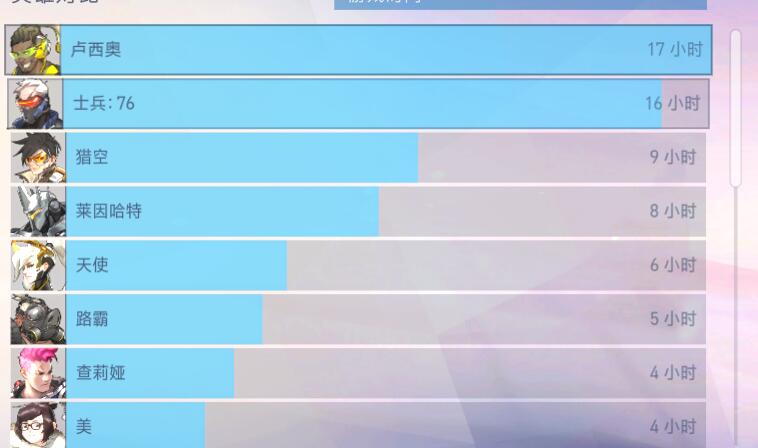 卢西奥 17 小时
士兵: 76 16 小时
猎空 9 小时
莱因哈特 8 小时
天使 6 小时
路霸 5 小时
查莉娅 4 小时
美 4 小时